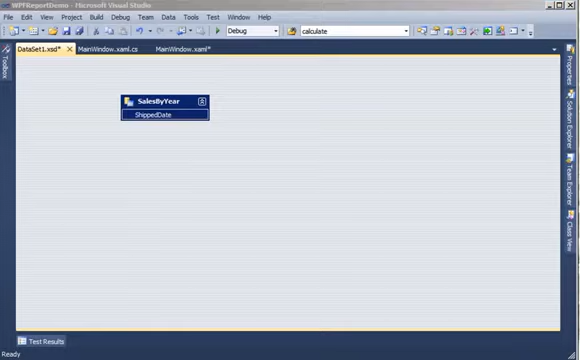 WPFReportDemo - Microsoft Visual Studio
File Edit View Project Build Debug Team Data Tools Test Window Help
Debug calculate
DataSet1.xsd* MainWindow.xaml.cs MainWindow.xaml*
Toolbox
SalesByYear
ShippedDate
Properties
Solution Explorer
Team Explorer
Class View
Test Results
Ready